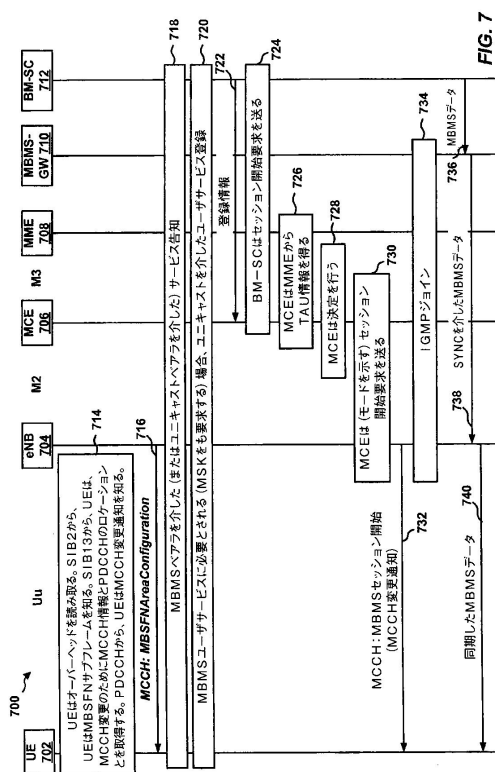 700
UE
702
Uu
eNB
704
M2
MCE
706
M3
MME
708
MBMS-
GW 710
BM-SC
712
714
UEはオーバーヘッドを読み取る。SIB2から、
UEはMBSFNサブフレームを知る。SIB13から、UEは、
MCCH変更のためにMCCH情報とPDCCHのロケーション
とを取得する。PDCCHから、UEはMCCH変更通知を知る。
716
MCCH: MBSFNAreaConfiguration
MBMSベアラを介した(またはユニキャストベアラを介した)サービス告知
718
MBMSユーザサービスに必要とされる(MSKをも要求する)場合、ユニキャストを介したユーザサービス登録
720
登録情報
722
BM-SCはセッション開始要求を送る
724
MCEはMMEから
TAU情報を得る
726
MCEは決定を行う
728
MCEは(モードを示す)セッション
開始要求を送る
730
MCCH:MBMSセッション開始
(MCCH変更通知)
732
IGMPジョイン
734
MBMSデータ
736
SYNCを介したMBMSデータ
738
同期したMBMSデータ
740
FIG. 7